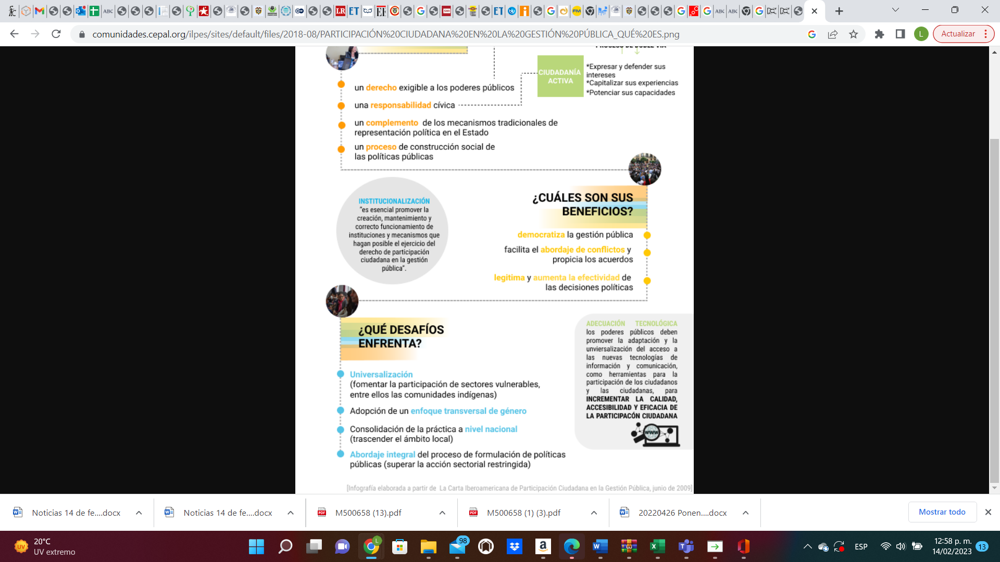 comunidades.cepal.org/ilpes/sites/default/files/2018-08/PARTICIPACIÓN%20CIUDADANA%20EN%20LA%20GESTIÓN%20PÚBLICA_QUÉ%20ES.png
Actualizar
un derecho exigible a los poderes públicos
una responsabilidad cívica
un complemento de los mecanismos tradicionales de
representación política en el Estado
un proceso de construcción social de
las políticas públicas
PROCESO DE DOBLE VÍA
CIUDADANÍA
ACTIVA
*Expresar y defender sus
intereses
*Capitalizar sus experiencias
*Potenciar sus capacidades
INSTITUCIONALIZACIÓN
"es esencial promover la
creación, mantenimiento y
correcto funcionamiento de
instituciones y mecanismos que
hagan posible el ejercicio del
derecho de participación
ciudadana en la gestión
pública".
¿CUÁLES SON SUS
BENEFICIOS?
democratiza la gestión pública
facilita el abordaje de conflictos y
propicia los acuerdos
legitima y aumenta la efectividad de
las decisiones políticas
¿QUÉ DESAFÍOS
ENFRENTA?
Universalización
(fomentar la participación de sectores vulnerables,
entre ellos las comunidades indígenas)
Adopción de un enfoque transversal de género
Consolidación de la práctica a nivel nacional
(trascender el ámbito local)
Abordaje integral del proceso de formulación de políticas
públicas (superar la acción sectorial restringida)
ADECUACIÓN TECNOLÓGICA
los poderes públicos deben
promover la adaptación y la
unviersalización del acceso a
las nuevas tecnologías de
información y comunicación,
como herramientas para la
participación de los ciudadanos
y las ciudadanas, para
INCREMENTAR LA CALIDAD,
ACCESIBILIDAD Y EFICACIA DE
LA PARTICIPACÓN CIUDADANA
www
[Infografía elaborada a partir de La Carta Iberoamericana de Participación Ciudadana en la Gestión Pública, junio de 2009]
Noticias 14 de fe....docx
Noticias 14 de fe....docx
M500658 (13).pdf
M500658 (1) (3).pdf
20220426 Ponen....docx
Mostrar todo
20°C
UV extremo
98
ESP
12:58 p. m.
14/02/2023
13